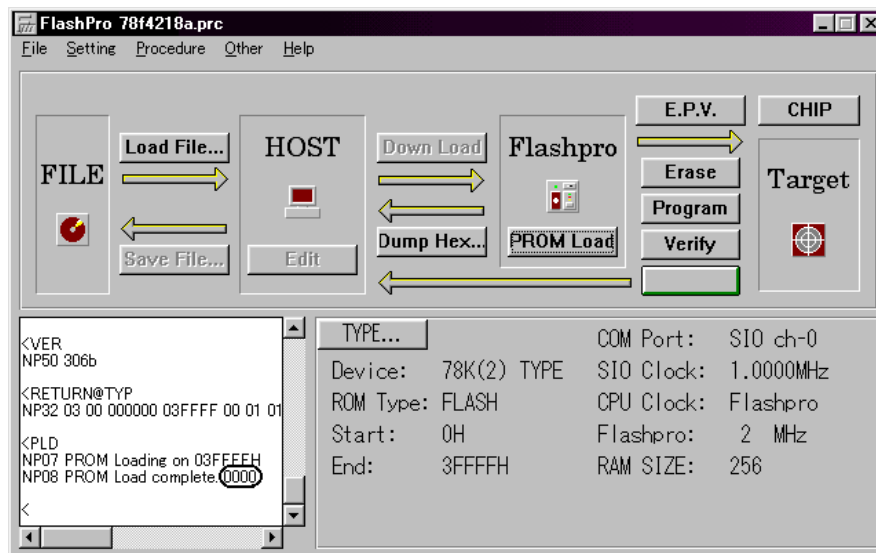 FlashPro 78f4218a.prc
File Setting Procedure Other Help
E.P.V. CHIP
Load File... HOST Down Load Flashpro
FILE Erase Target
Program
Dump Hex... PROM Load Verify
Save File... Edit
<VER
NP50 306b
<RETURN@TYP
NP32 03 00 000000 03FFFF 00 01 01
<PLD
NP07 PROM Loading on 03FFFFH
NP08 PROM Load complete.0000
<
TYPE... COM Port: SIO ch-0
Device: 78K(2) TYPE SIO Clock: 1.0000MHz
ROM Type: FLASH CPU Clock: Flashpro
Start: 0H Flashpro: 2 MHz
End: 3FFFFH RAM SIZE: 256